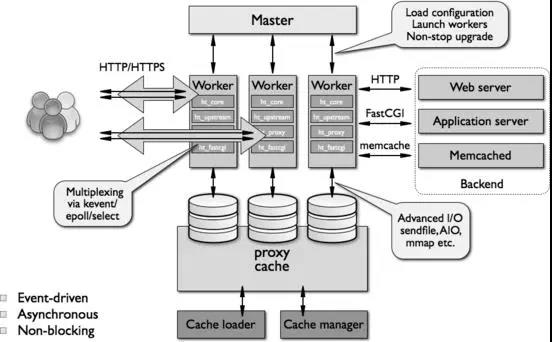 Master
Load configuration
Launch workers
Non-stop upgrade
HTTP/HTTPS
Worker
ht_core
ht_upstream
ht_proxy
ht_fastcgi
Worker
ht_core
ht_upstream
proxy
ht_fastcgi
Worker
ht_core
ht_upstream
ht_proxy
ht_fastcgi
HTTP
FastCGI
memcache
Web server
Application server
Memcached
Backend
Multiplexing
via kevent/
epoll/select
Advanced I/O
sendfile, AIO,
mmap etc.
proxy
cache
Event-driven
Asynchronous
Non-blocking
Cache loader
Cache manager